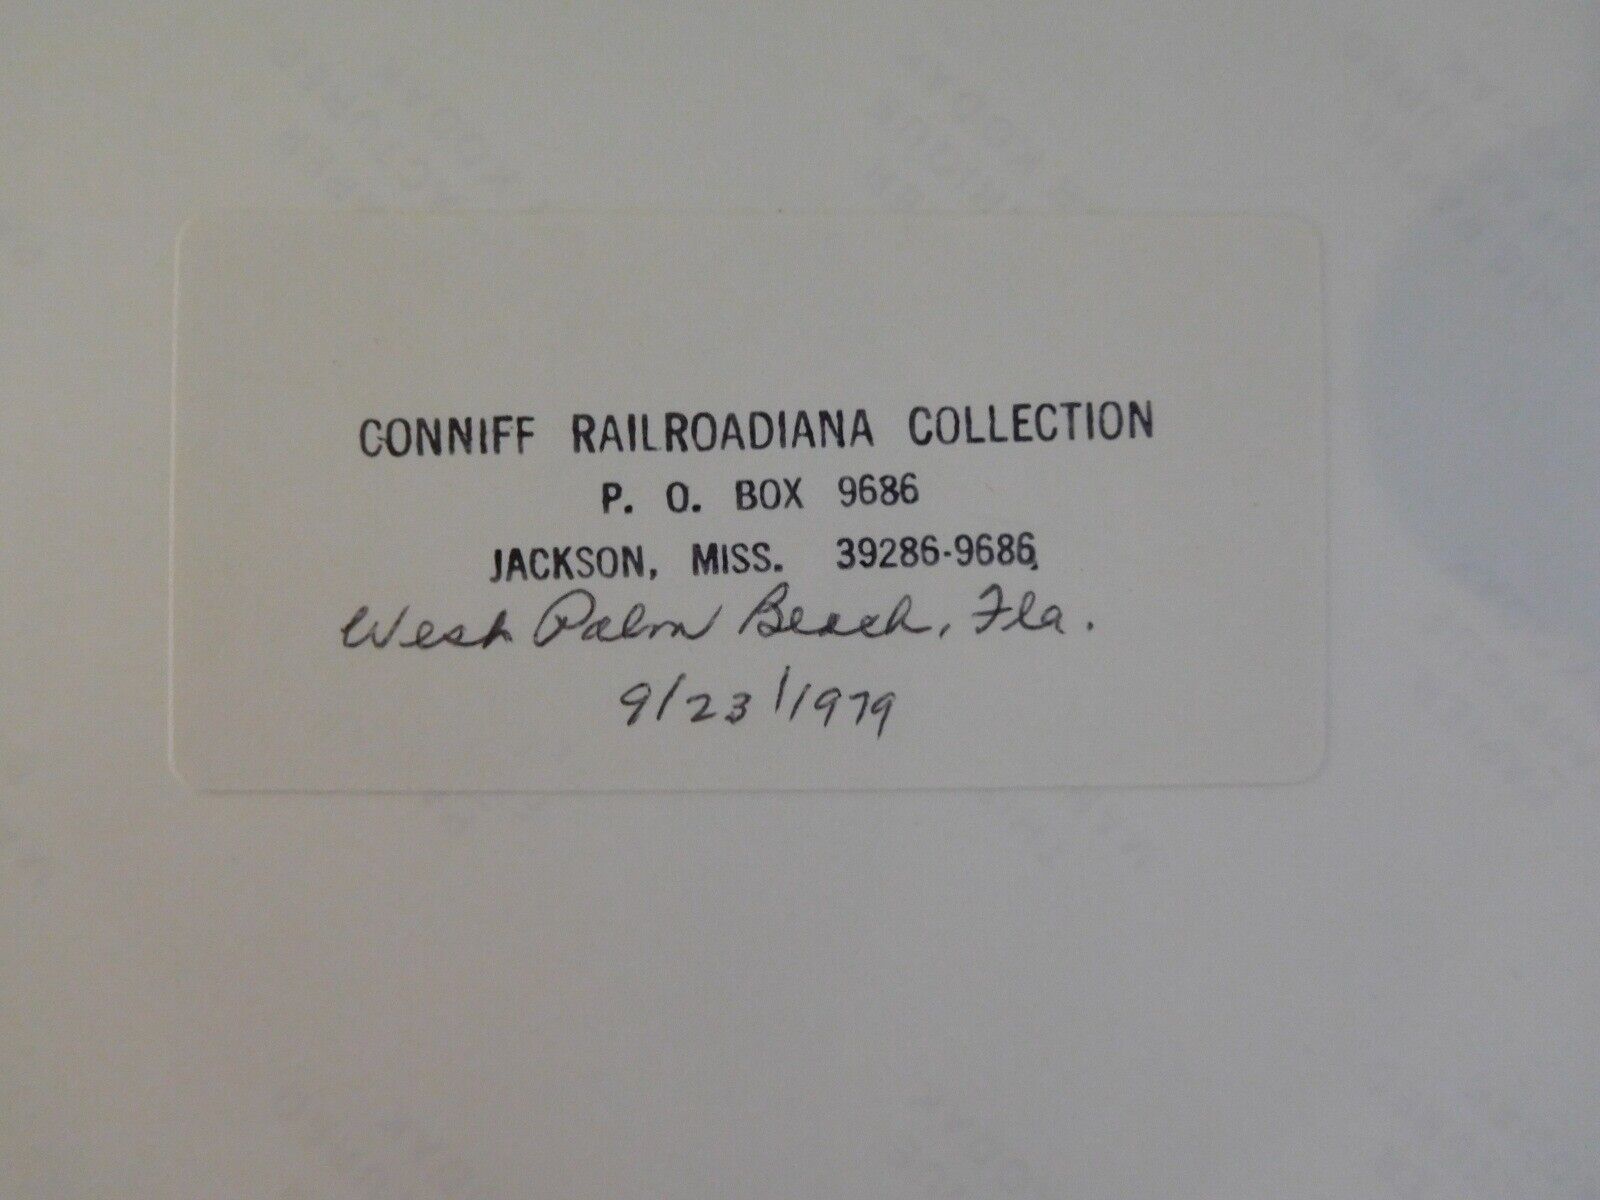 CONNIFF RAILROADIANA COLLECTION
P. O. BOX 9686
JACKSON, MISS. 39286-9686
West Palm Beach, Fla.
9/23/1979